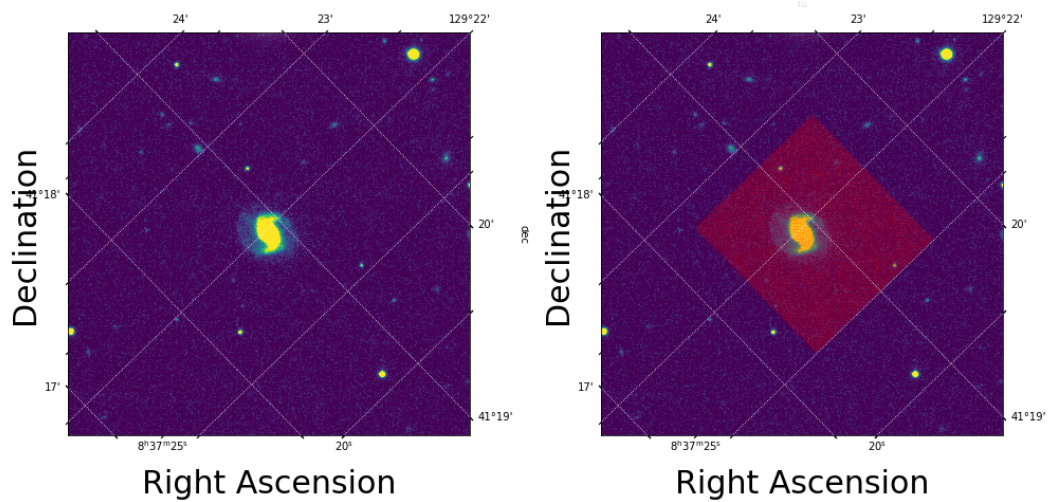 24' 23' 129°22' 24' 23' 129°22'
41°18' 20' 41°18' 20'
Declination dec Declination
17' 41°19' 17' 41°19'
8ʰ37ᵐ25ˢ 20ˢ 8ʰ37ᵐ25ˢ 20ˢ
Right Ascension Right Ascension